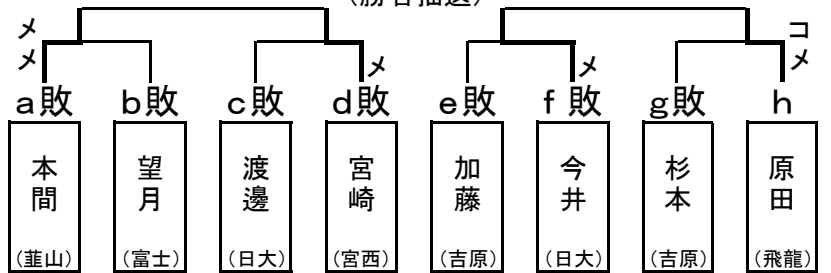 (勝者抽選)
メ コ
メ メ メ メ
a敗 b敗 c敗 d敗 e敗 f敗 g敗 h
本間 望月 渡邊 宮崎 加藤 今井 杉本 原田
(韮山) (富士) (日大) (宮西) (吉原) (日大) (吉原) (飛龍)